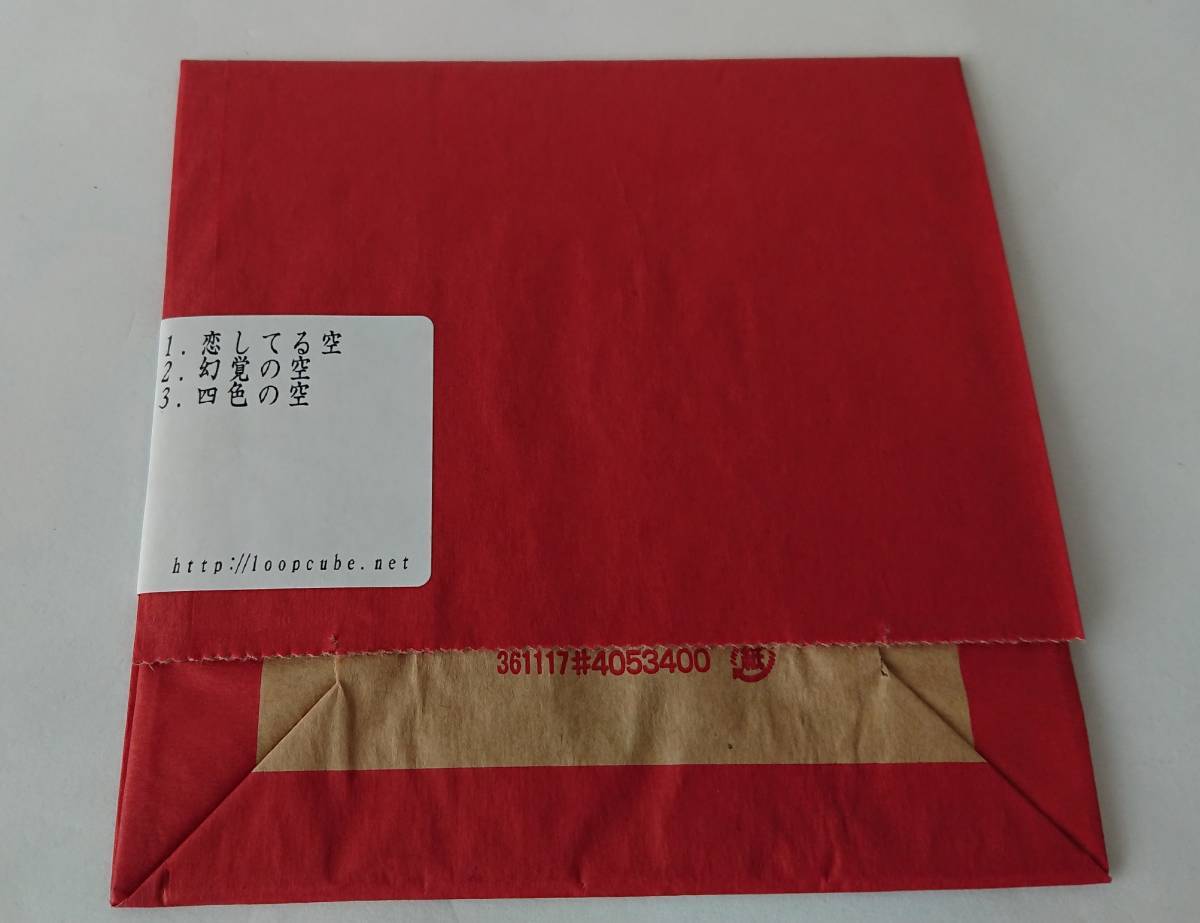 1. 恋してる空
2. 幻覚の空
3. 四色の空
http://loopcube.net
361117#4053400 紙